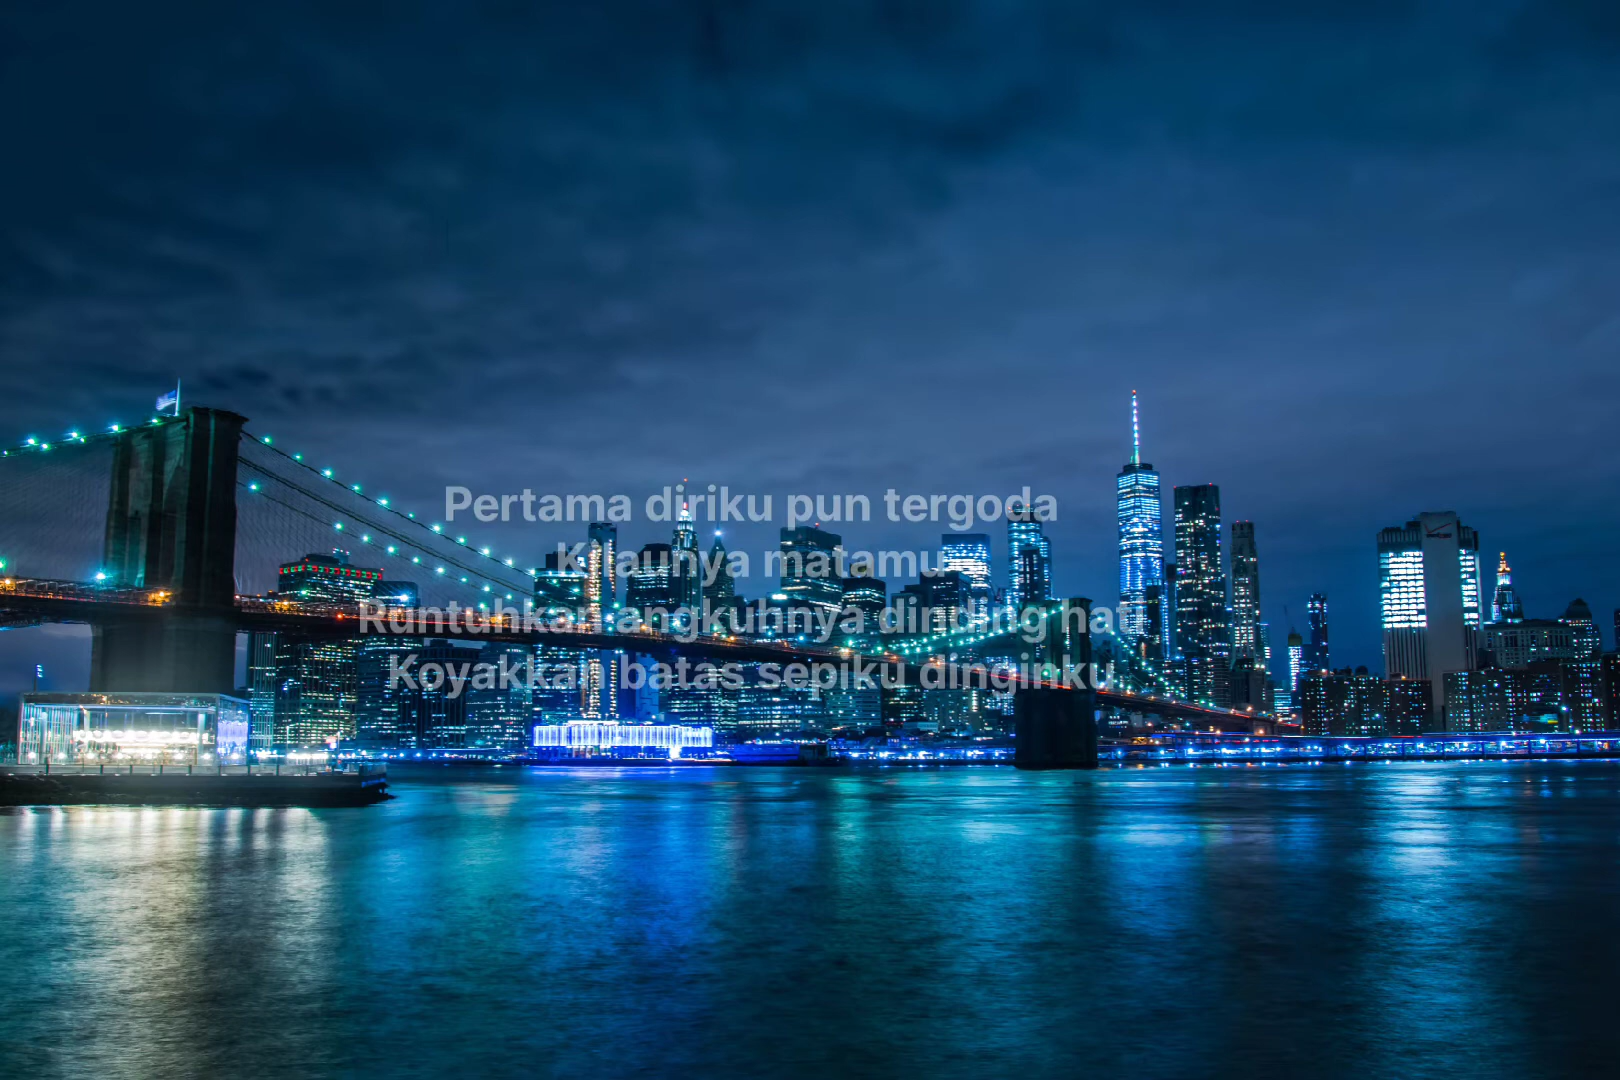 Pertama diriku pun tergoda
Kilaunya matamu
Runtuhkan angkuhnya dinding hati
Koyakkan batas sepiku dinginku